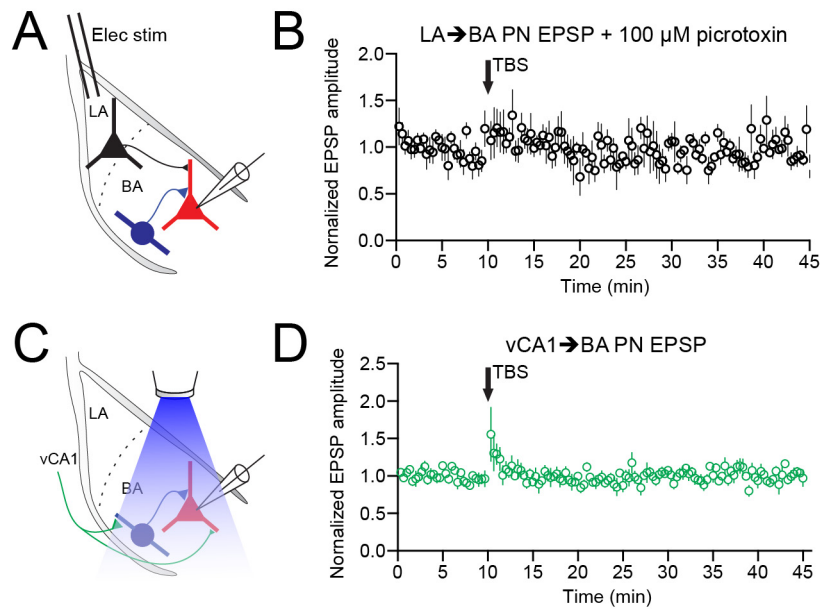 A
Elec stim
LA
BA
B
LA➔BA PN EPSP + 100 µM picrotoxin
TBS
Nornalized EPSP amplitude
2.0
1.5
1.0
0.5
0.0
0 5 10 15 20 25 30 35 40 45
Time (min)
C
LA
vCA1
BA
D
vCA1➔BA PN EPSP
TBS
Normalized EPSP amplitude
2.5
2.0
1.5
1.0
0.5
0.0
0 5 10 15 20 25 30 35 40 45
Time (min)